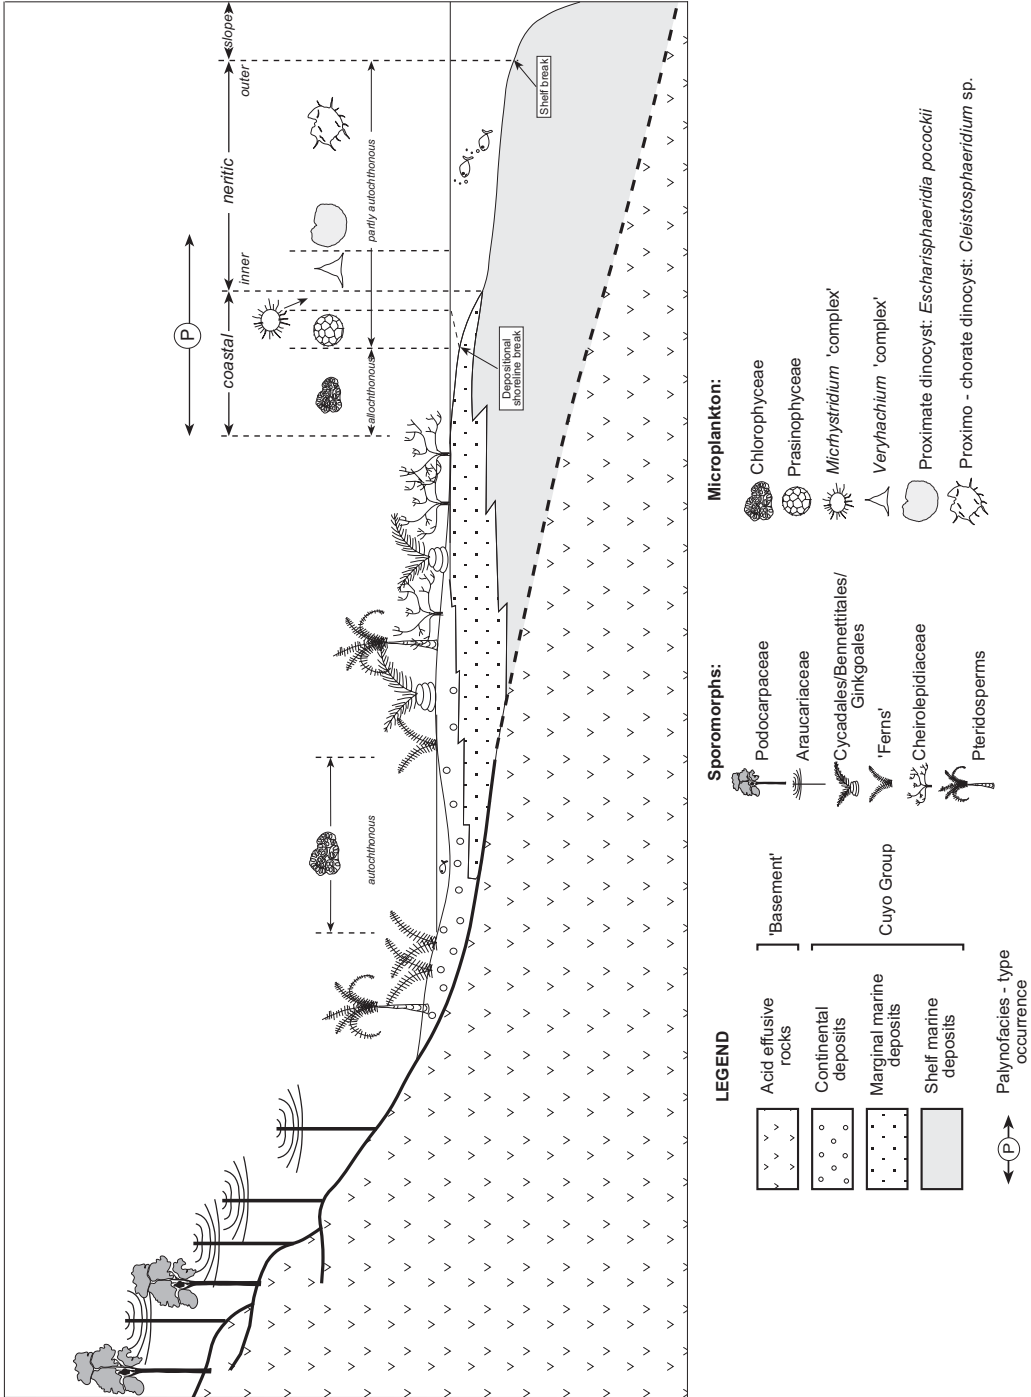 P
coastal
neritic
slope
inner
outer
autochthonous
allochthonous
partly autochthonous
Depositional
shoreline break
Shelf break
LEGEND
Acid effusive
rocks
'Basement'
Continental
deposits
Marginal marine
deposits
Shelf marine
deposits
Cuyo Group
P
Palynofacies - type
occurrence
Sporomorphs:
Podocarpaceae
Araucariaceae
Cycadales/Bennettitales/
Ginkgoales
'Ferns'
Cheirolepidiaceae
Pteridosperms
Microplankton:
Chlorophyceae
Prasinophyceae
Micrhystridium 'complex'
Veryhachium 'complex'
Proximate dinocyst: Escharisphaeridia pocockii
Proximo - chorate dinocyst: Cleistosphaeridium sp.